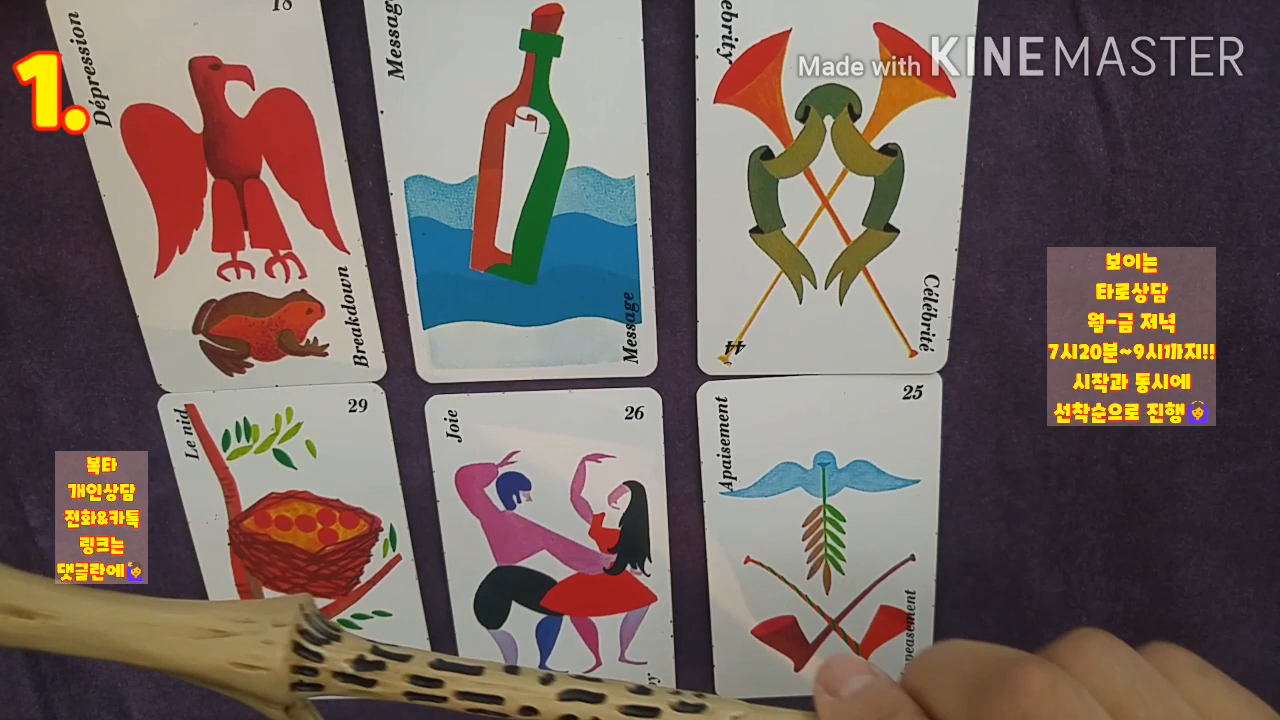 1.
Made with KINEMASTER
18
Dépression
Breakdown
Message
Célébrité
44
29
Le nid
26
Joie
25
Apaisement
보이는
타로상담
월-금 저녁
7시20분~9시까지!!
시작과 동시에
선착순으로 진행🙆‍♀️
복타
개인상담
전화&카톡
링크는
댓글란에🙋‍♀️